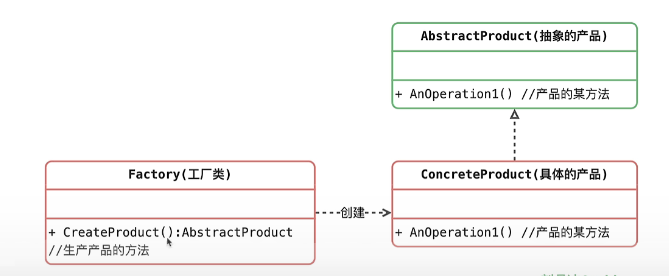 AbstractProduct(抽象的产品)
+ AnOperation1() //产品的某方法
Factory(工厂类)
ConcreteProduct(具体的产品)
创建
+ CreateProduct():AbstractProduct
//生产产品的方法
+ AnOperation1() //产品的某方法